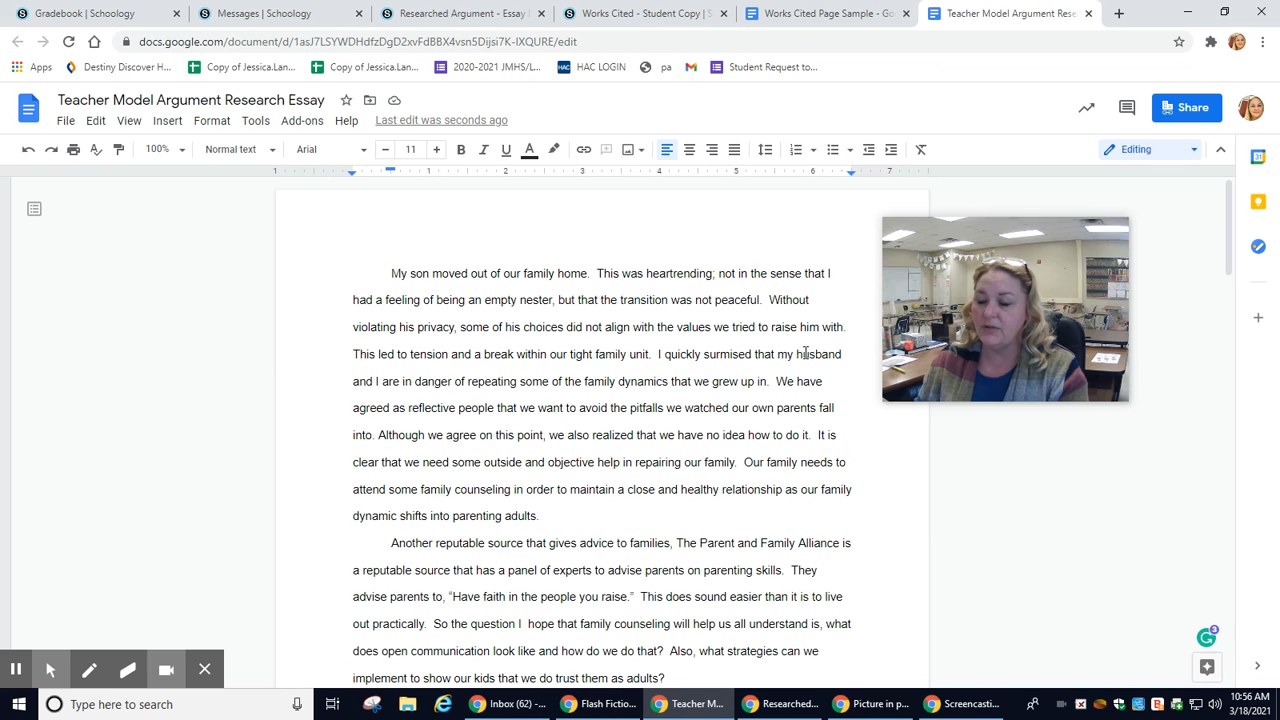 Gradebook | Schoology
Messages | Schoology
Researched Argument - Essay
Works Cited - Student Copy | S
Works Cited Page Sample - Go
Teacher Model Argument Rese
docs.google.com/document/d/1asJ7LSYWDHdfzDgD2xvFdBBX4vsn5Dijsi7K-IXQURE/edit
Apps
Destiny Discover H...
Copy of Jessica.Lan...
Copy of Jessica.Lan...
2020-2021 JMHS/L...
HAC LOGIN
pa
Student Request to...
Teacher Model Argument Research Essay
File Edit View Insert Format Tools Add-ons Help Last edit was seconds ago
Share
100% Normal text Arial 11 Editing
1 1 2 3 4 5 6 7
My son moved out of our family home. This was heartrending; not in the sense that I
had a feeling of being an empty nester, but that the transition was not peaceful. Without
violating his privacy, some of his choices did not align with the values we tried to raise him with.
This led to tension and a break within our tight family unit. I quickly surmised that my husband
and I are in danger of repeating some of the family dynamics that we grew up in. We have
agreed as reflective people that we want to avoid the pitfalls we watched our own parents fall
into. Although we agree on this point, we also realized that we have no idea how to do it. It is
clear that we need some outside and objective help in repairing our family. Our family needs to
attend some family counseling in order to maintain a close and healthy relationship as our family
dynamic shifts into parenting adults.
Another reputable source that gives advice to families, The Parent and Family Alliance is
a reputable source that has a panel of experts to advise parents on parenting skills. They
advise parents to, “Have faith in the people you raise.” This does sound easier than it is to live
out practically. So the question I hope that family counseling will help us all understand is, what
does open communication look like and how do we do that? Also, what strategies can we
implement to show our kids that we do trust them as adults?
3
Type here to search
Inbox (62) - ...
Flash Fictio...
Teacher M...
Researched...
Picture in p...
Screencasti...
10:56 AM
3/18/2021